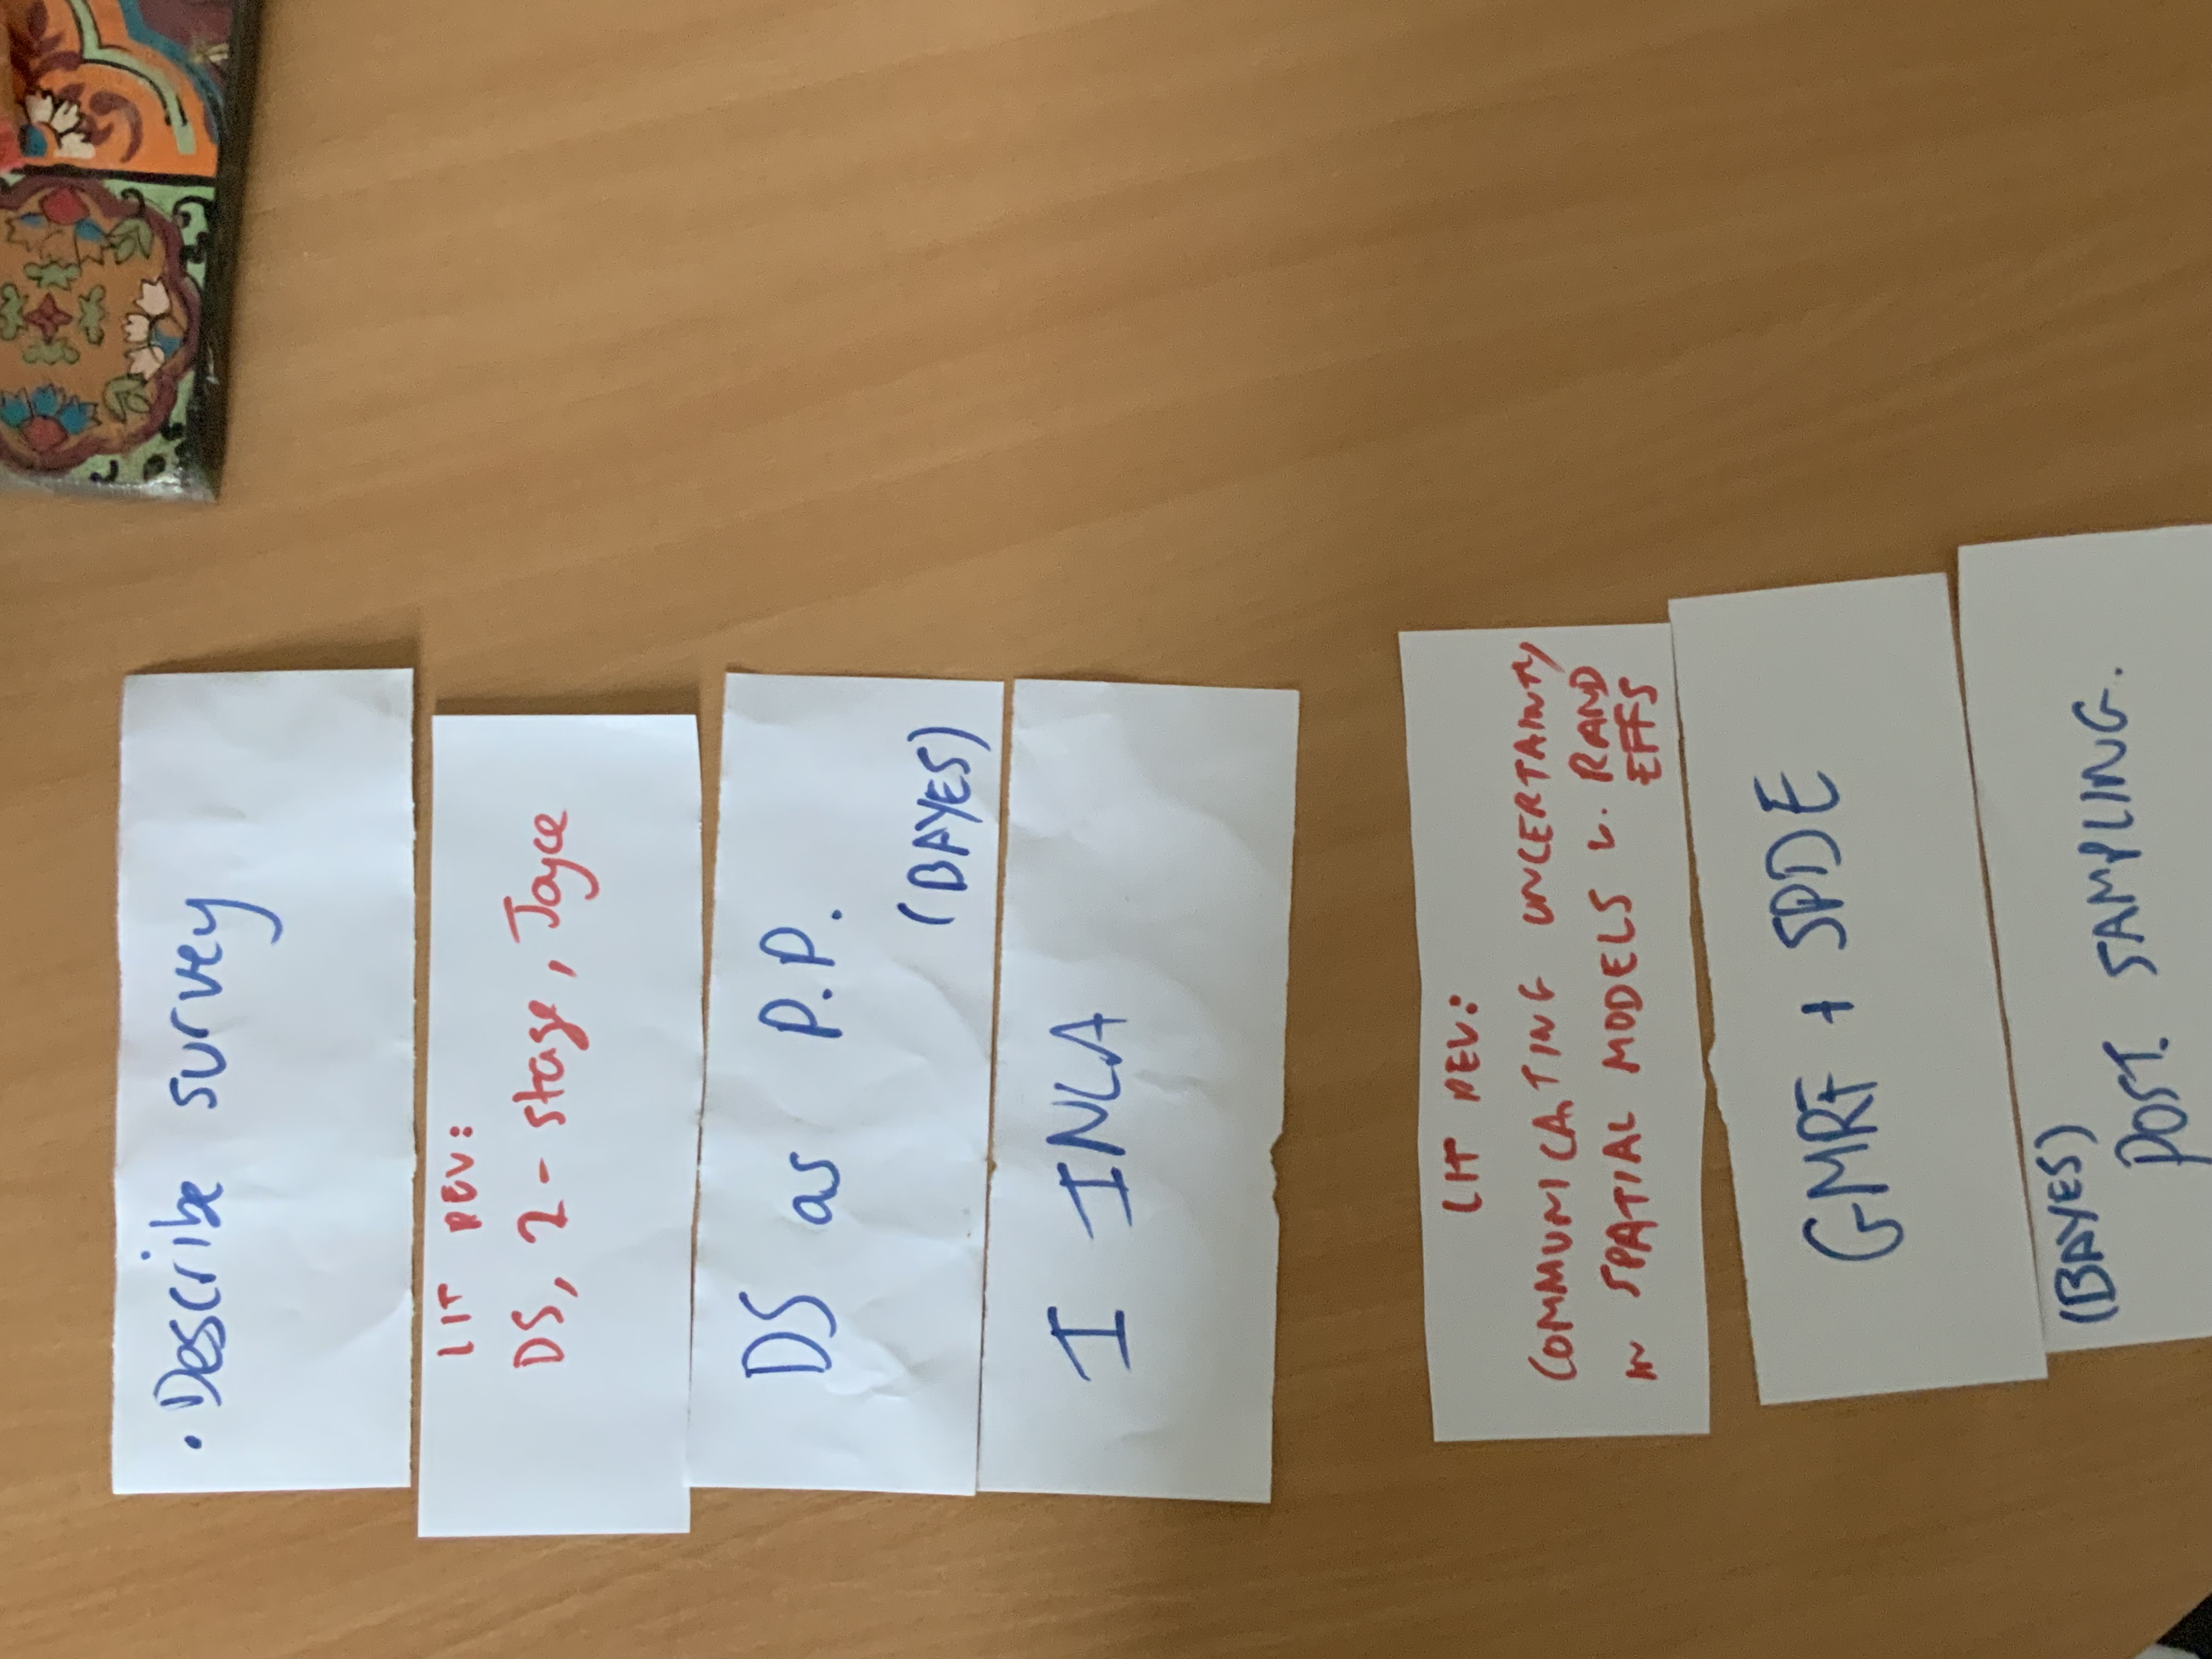 · Describe survey
LIT REV:
DS, 2-stage, Joyce
DS as P.P.
(BAYES)
I INLA
LIT REV:
COMMUNICATING UNCERTAINTY
IN SPATIAL MODELS v. RAND
EFFS
GMRF + SPDE
(BAYES)
POST. SAMPLING.